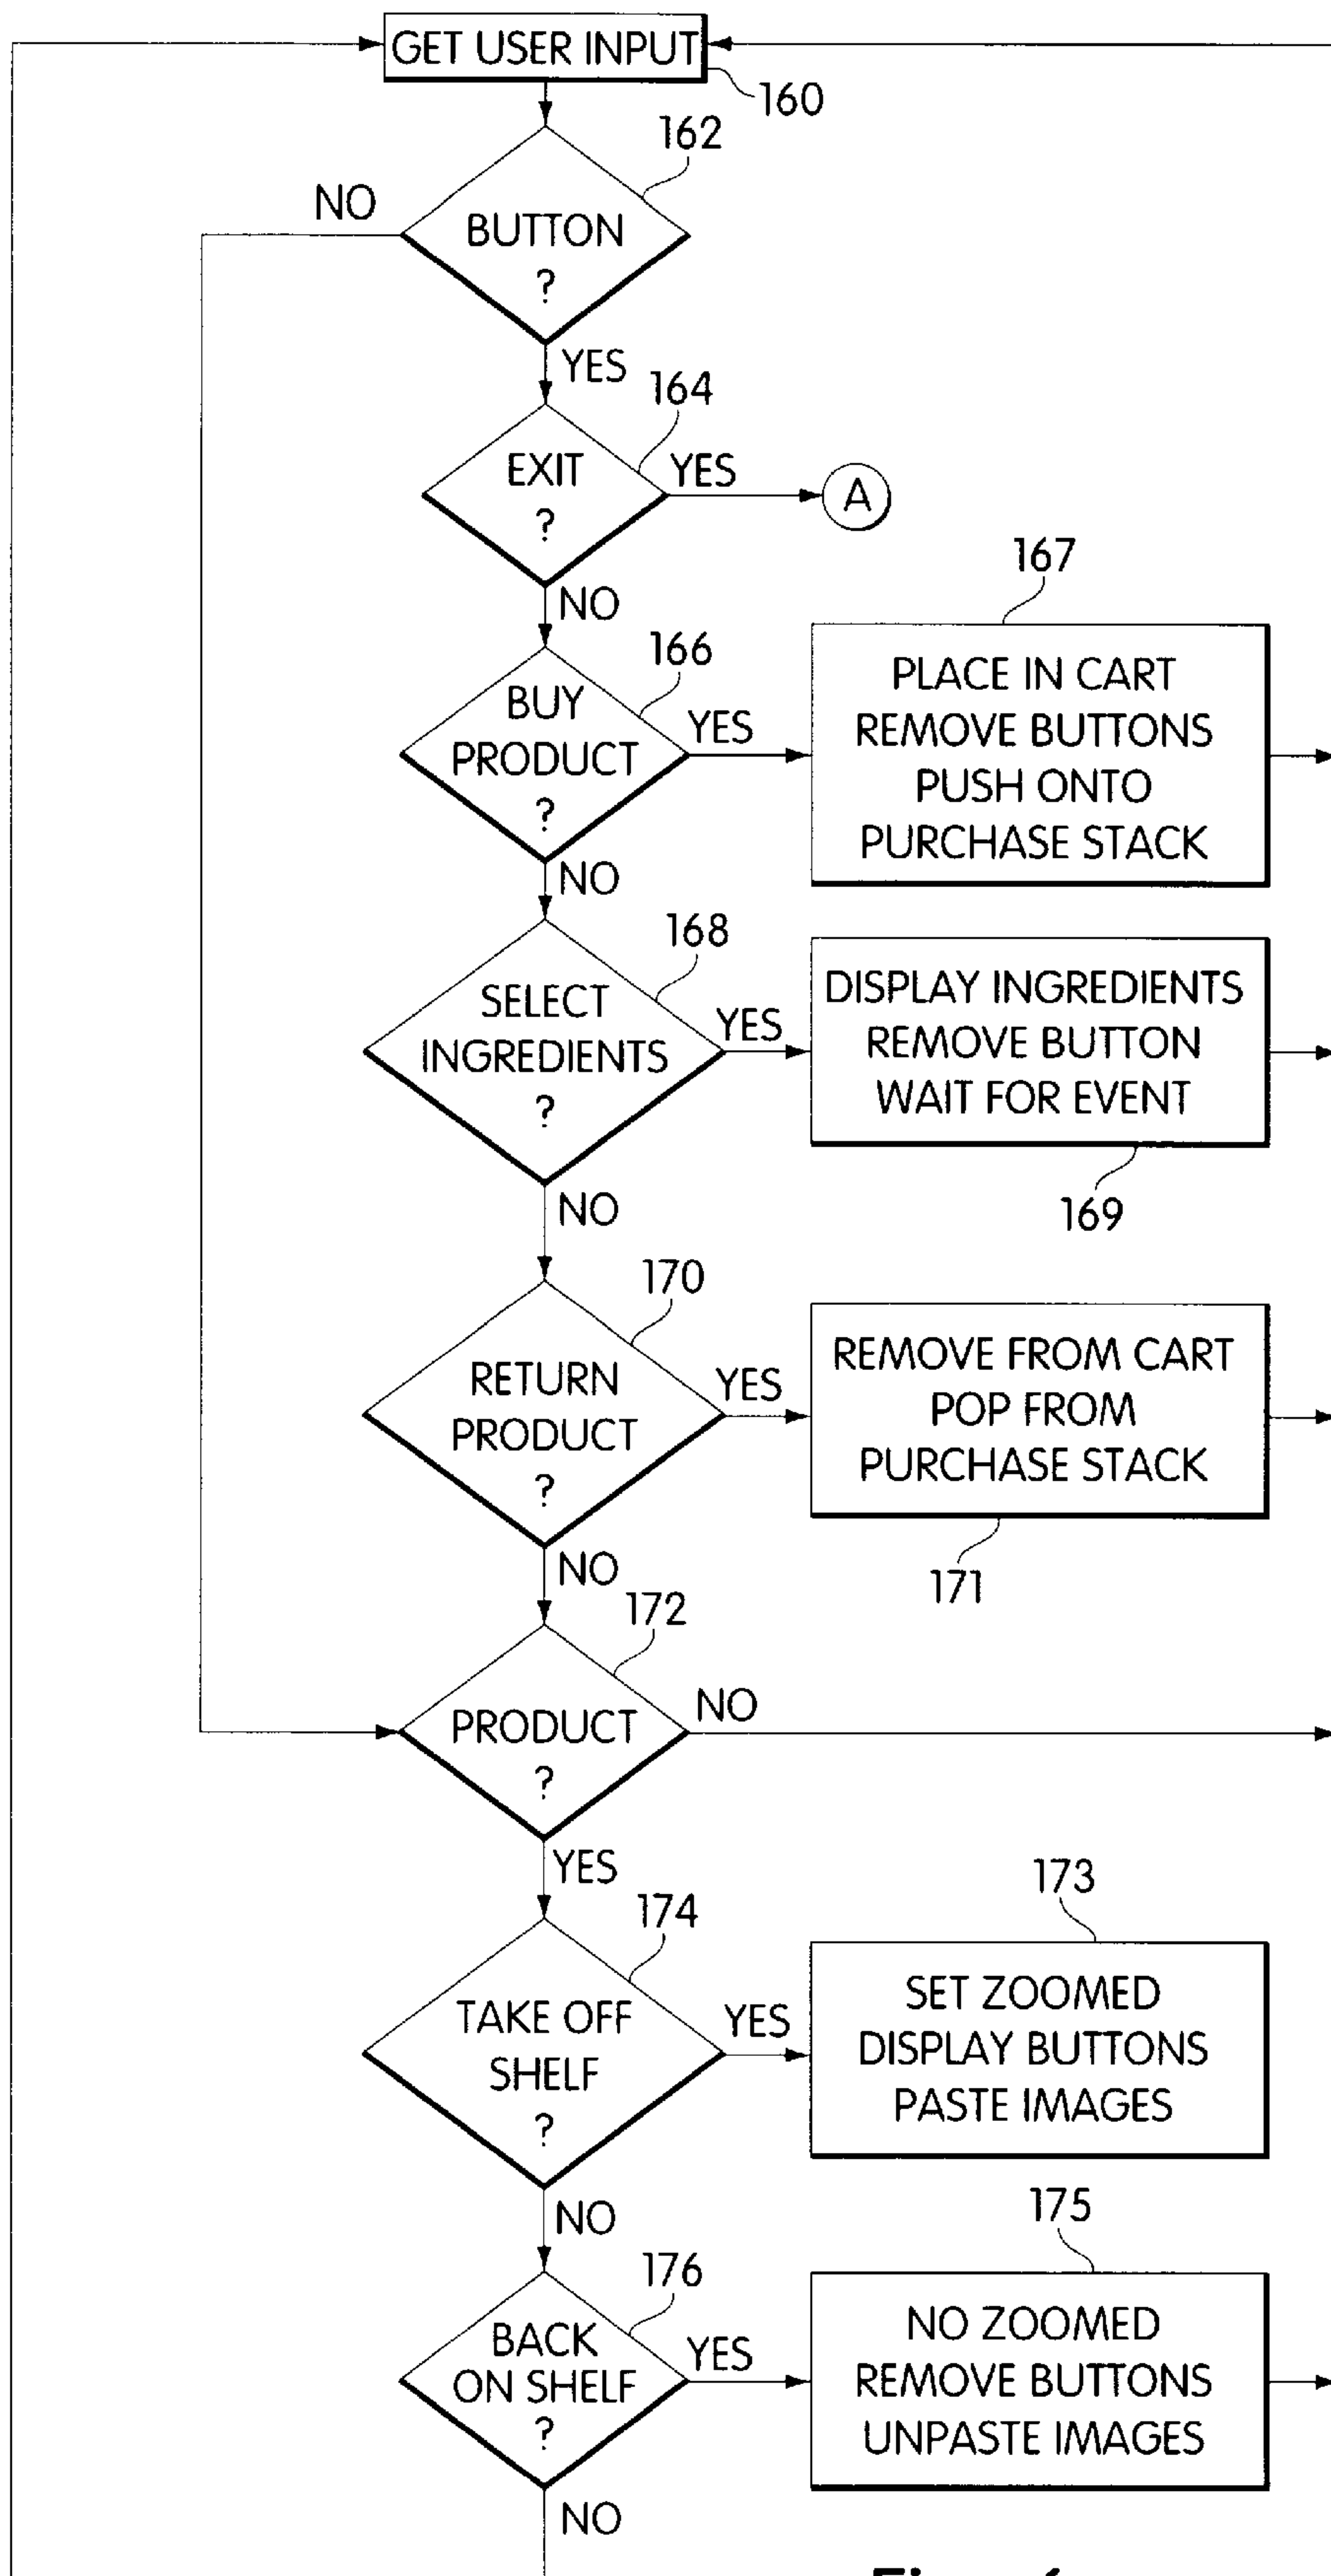 GET USER INPUT
160
162
NO
BUTTON
?
YES
164
EXIT
?
YES
A
NO
167
166
BUY
PRODUCT
?
YES
PLACE IN CART
REMOVE BUTTONS
PUSH ONTO
PURCHASE STACK
NO
168
SELECT
INGREDIENTS
?
YES
DISPLAY INGREDIENTS
REMOVE BUTTON
WAIT FOR EVENT
169
NO
170
RETURN
PRODUCT
?
YES
REMOVE FROM CART
POP FROM
PURCHASE STACK
171
NO
172
PRODUCT
?
NO
YES
173
174
TAKE OFF
SHELF
?
YES
SET ZOOMED
DISPLAY BUTTONS
PASTE IMAGES
NO
175
176
BACK
ON SHELF
?
YES
NO ZOOMED
REMOVE BUTTONS
UNPASTE IMAGES
NO